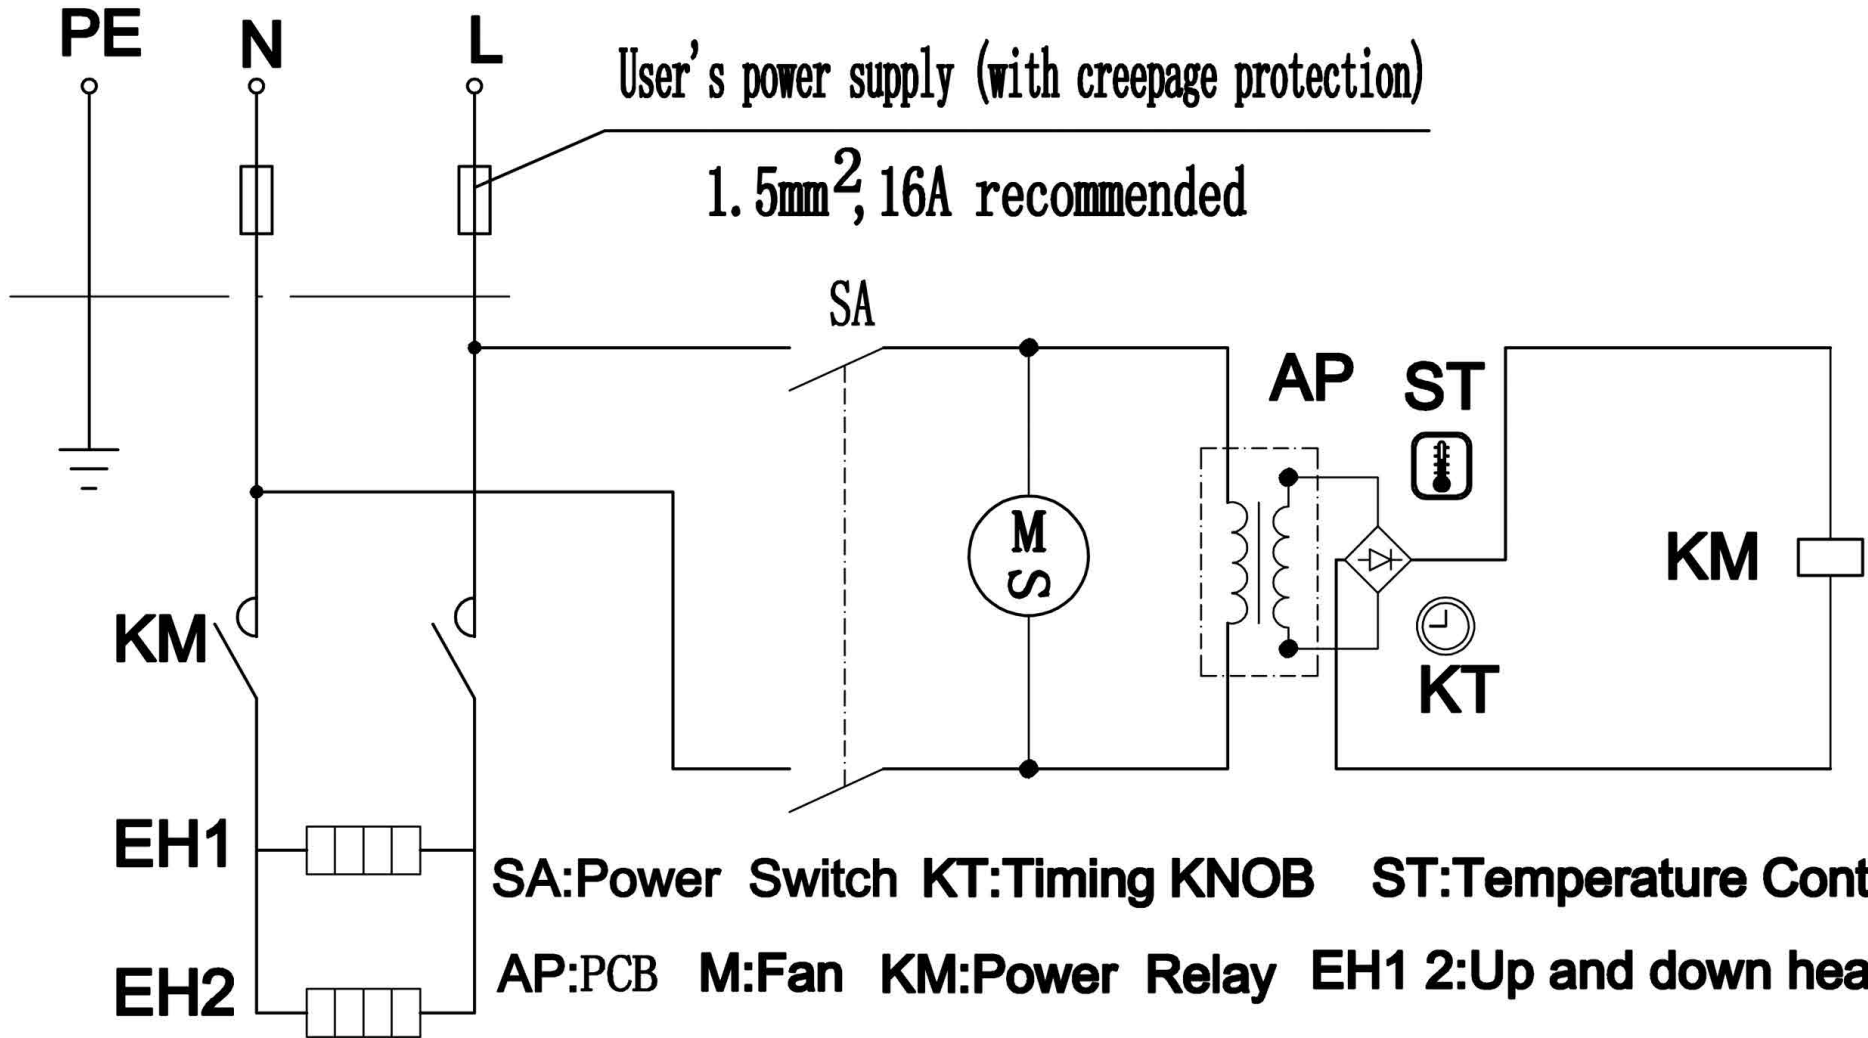 PE N L
User's power supply (with creepage protection)
1.5mm², 16A recommended
SA
AP ST
M
S
KM
KM
KT
EH1
SA:Power Switch KT:Timing KNOB ST:Temperature Cont
EH2
AP:PCB M:Fan KM:Power Relay EH1 2:Up and down hea